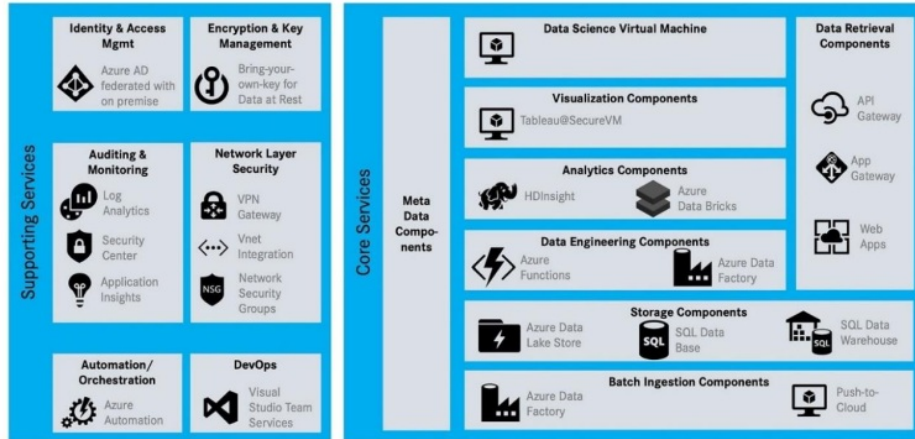 Supporting Services
Identity & Access
Mgmt
Azure AD
federated with
on premise
Encryption & Key
Management
Bring-your-
own-key for
Data at Rest
Auditing &
Monitoring
Log
Analytics
Security
Center
Application
Insights
Network Layer
Security
VPN
Gateway
Vnet
Integration
NSG
Network
Security
Groups
Automation/
Orchestration
Azure
Automation
DevOps
Visual
Studio Team
Services
Core Services
Meta
Data
Compo-
nents
Data Science Virtual Machine
Visualization Components
Tableau@SecureVM
Analytics Components
HDInsight
Azure
Data Bricks
Data Engineering Components
Azure
Functions
Azure Data
Factory
Data Retrieval
Components
API
Gateway
App
Gateway
Web
Apps
Storage Components
Azure Data
Lake Store
SQL
SQL Data
Base
SQL
SQL Data
Warehouse
Batch Ingestion Components
Azure Data
Factory
Push-to-
Cloud